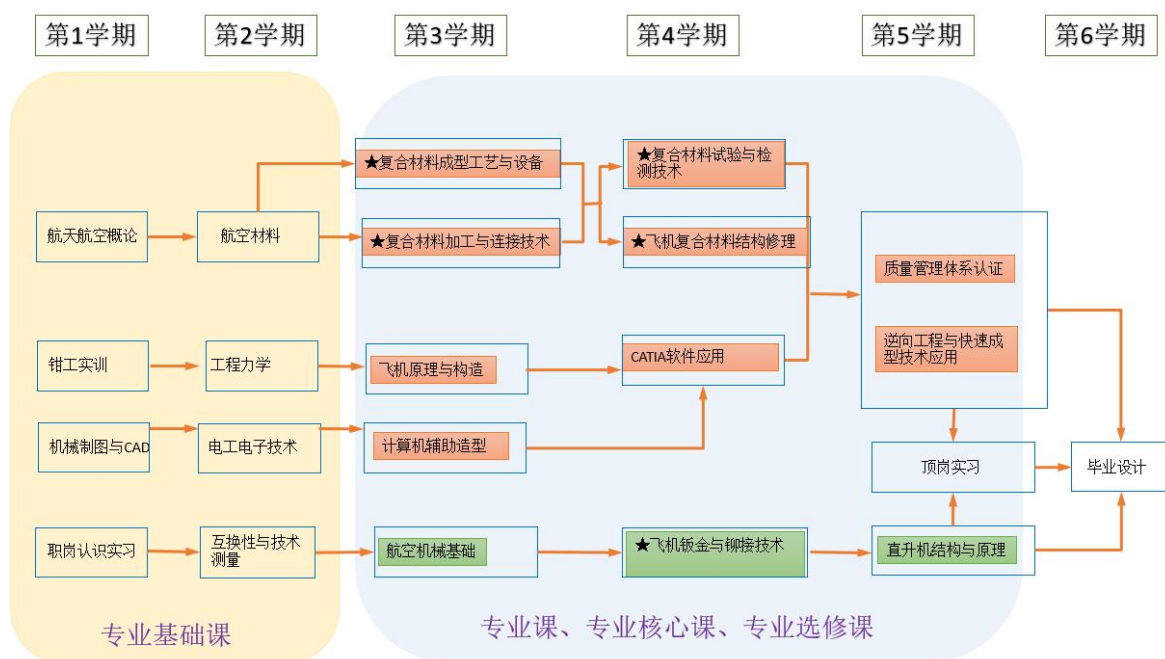 第1学期
第2学期
第3学期
第4学期
第5学期
第6学期
★复合材料成型工艺与设备
★复合材料试验与检
测技术
航天航空概论
航空材料
★复合材料加工与连接技术
★飞机复合材料结构修理
质量管理体系认证
逆向工程与快速成
型技术应用
钳工实训
工程力学
飞机原理与构造
CATIA软件应用
机械制图与CAD
电工电子技术
计算机辅助造型
顶岗实习
毕业设计
职岗认识实习
互换性与技术
测量
航空机械基础
★飞机钣金与铆接技术
直升机结构与原理
专业基础课
专业课、专业核心课、专业选修课